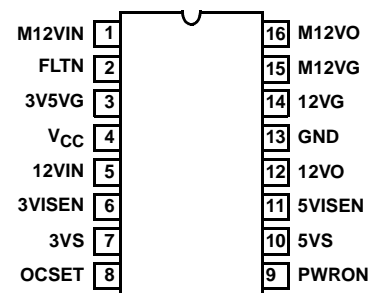 M12VIN 1 16 M12VO
FLTN 2 15 M12VG
3V5VG 3 14 12VG
VCC 4 13 GND
12VIN 5 12 12VO
3VISEN 6 11 5VISEN
3VS 7 10 5VS
OCSET 8 9 PWRON